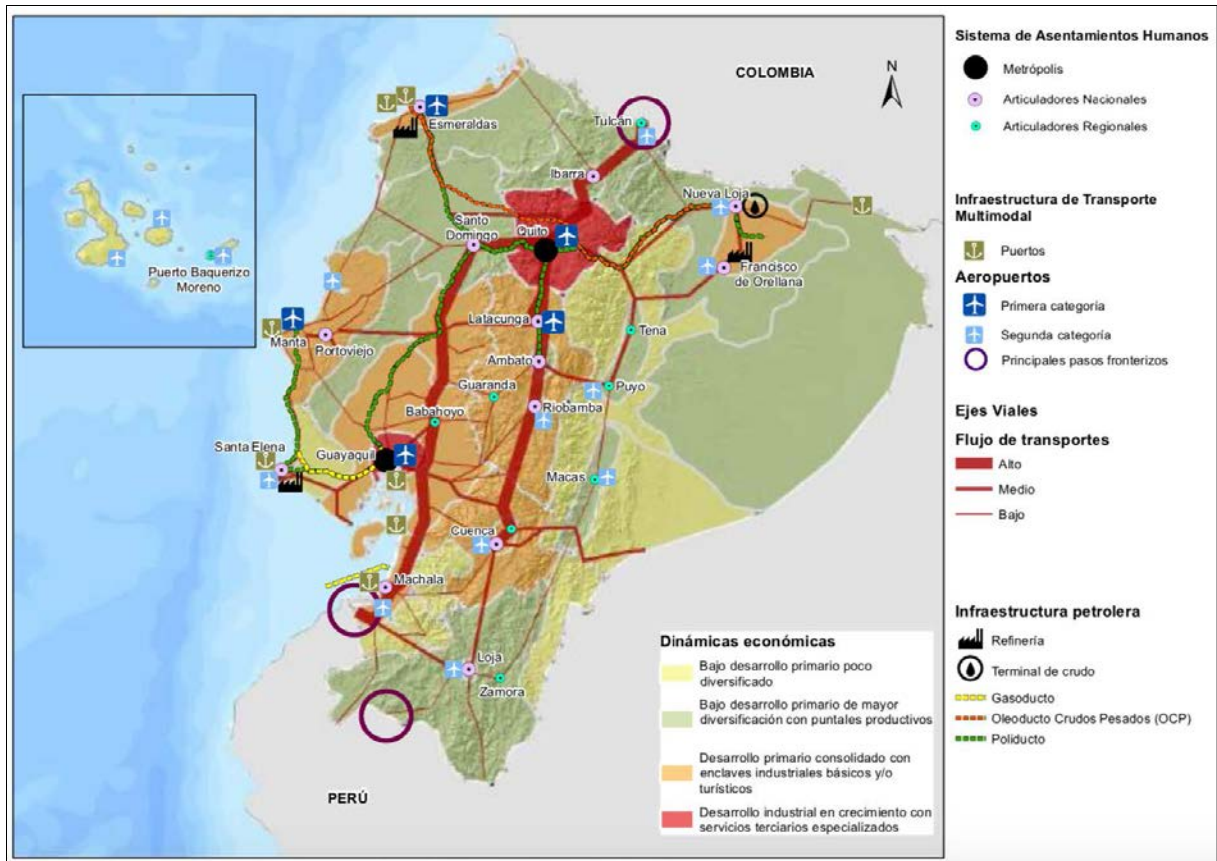 COLOMBIA
N
Tulcán
Esmeraldas
Ibarra
Nueva Loja
Santo
Domingo
Quito
Francisco
de Orellana
Puerto Baquerizo
Moreno
Latacunga
Tena
Manta
Portoviejo
Ambato
Guaranda
Puyo
Babahoyo
Riobamba
Santa Elena
Guayaquil
Macas
Cuenca
Machala
Loja
Zamora
PERÚ
Dinámicas económicas
Bajo desarrollo primario poco
diversificado
Bajo desarrollo primario de mayor
diversificación con puntales productivos
Desarrollo primario consolidado con
enclaves industriales básicos y/o
turísticos
Desarrollo industrial en crecimiento con
servicios terciarios especializados
Sistema de Asentamientos Humanos
Metrópolis
Articuladores Nacionales
Articuladores Regionales
Infraestructura de Transporte
Multimodal
Puertos
Aeropuertos
Primera categoría
Segunda categoría
Principales pasos fronterizos
Ejes Viales
Flujo de transportes
Alto
Medio
Bajo
Infraestructura petrolera
Refinería
Terminal de crudo
Gasoducto
Oleoducto Crudos Pesados (OCP)
Poliducto